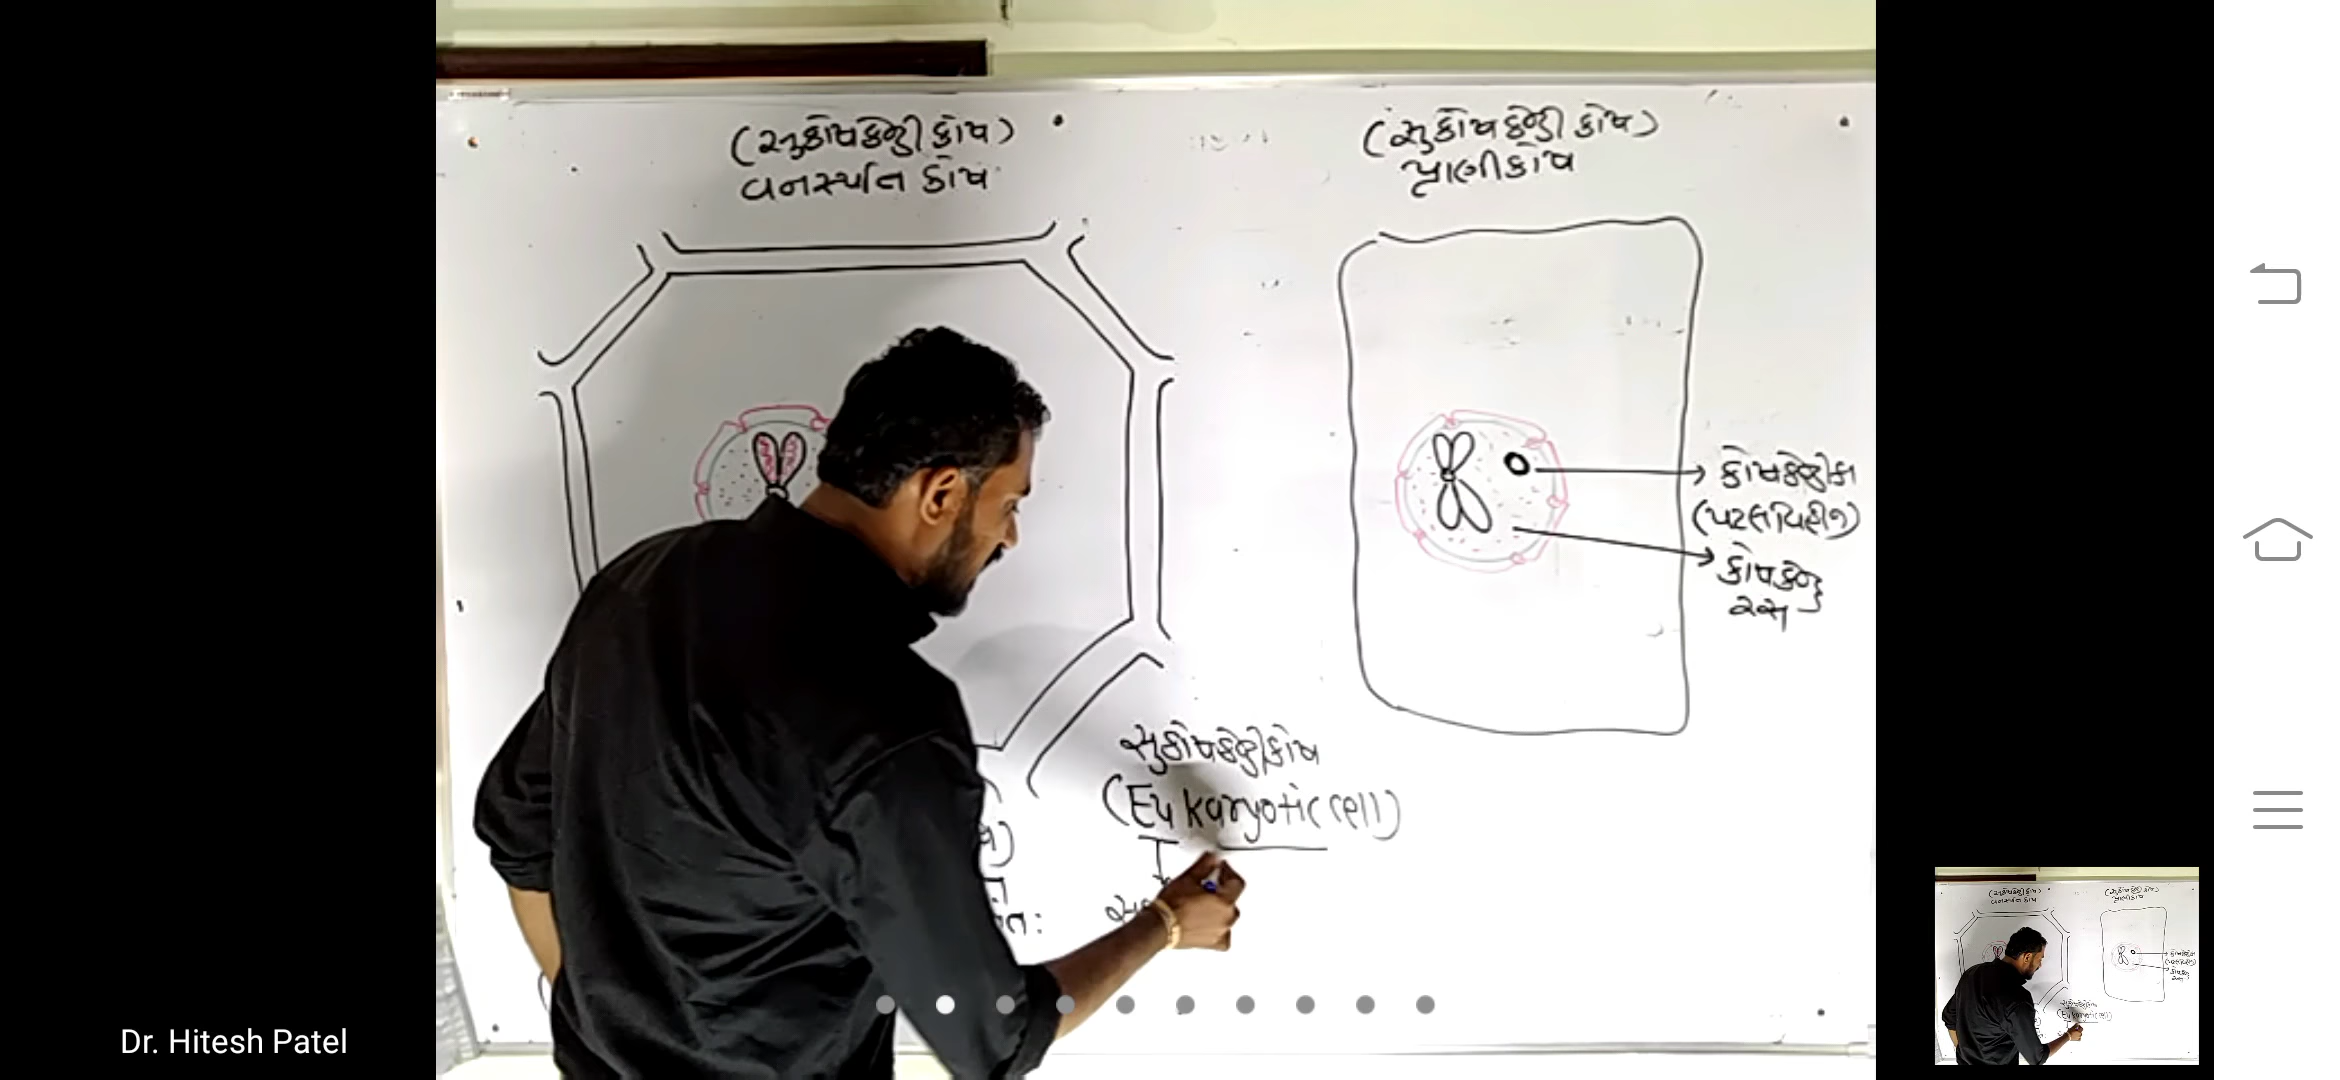 (સુકોષકેન્દ્રી કોષ)
વનસ્પતિ કોષ
(સુકોષકેન્દ્રી કોષ)
પ્રાણીકોષ
કોષકેન્દ્રીકા
(પટલવિહીન)
કોષકેન્દ્ર
રસ
સુકોષકેન્દ્રીકોષ
(Eukaryotic cell)
Dr. Hitesh Patel